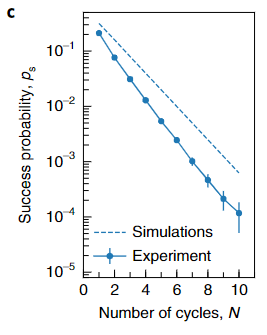 c
Success probability, pₛ
10⁻¹
10⁻²
10⁻³
10⁻⁴
10⁻⁵
Simulations
Experiment
0 2 4 6 8 10
Number of cycles, N